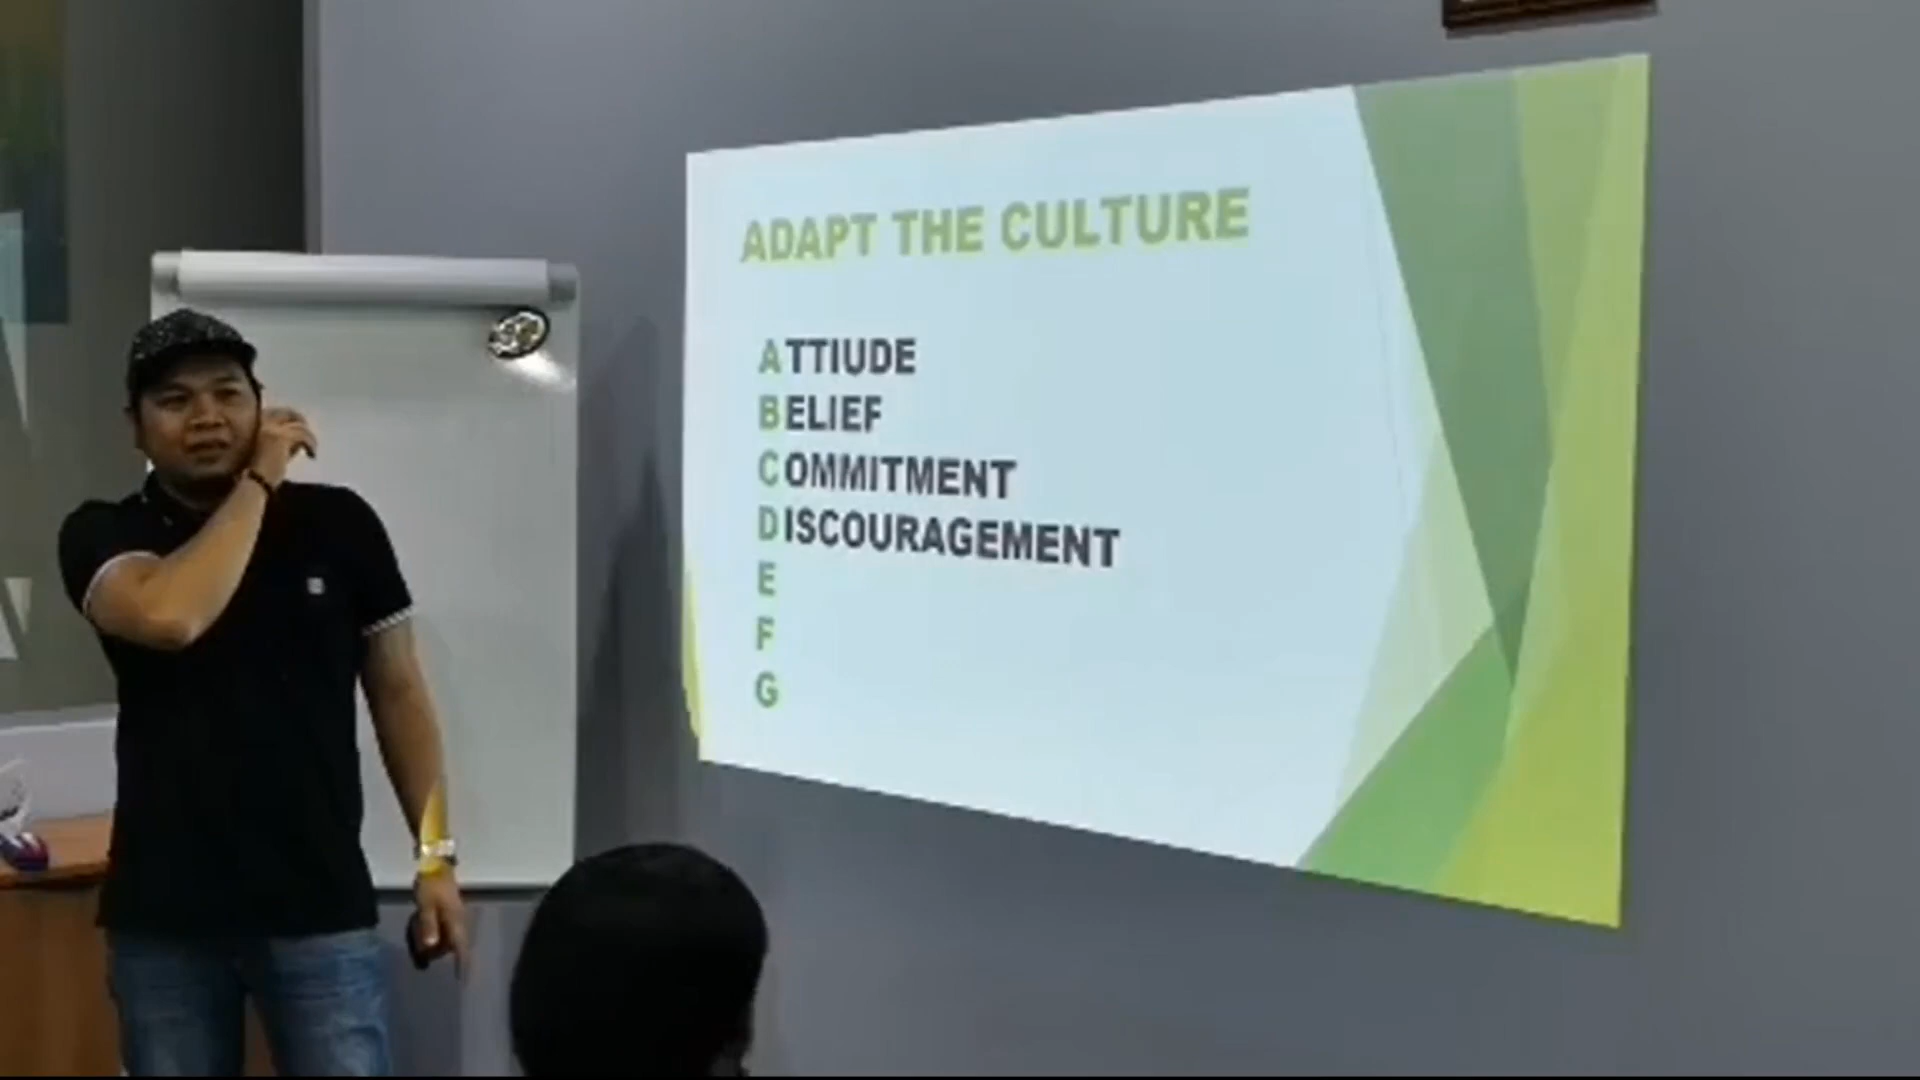 ADAPT THE CULTURE
ATTIUDE
BELIEF
COMMITMENT
DISCOURAGEMENT
E
F
G